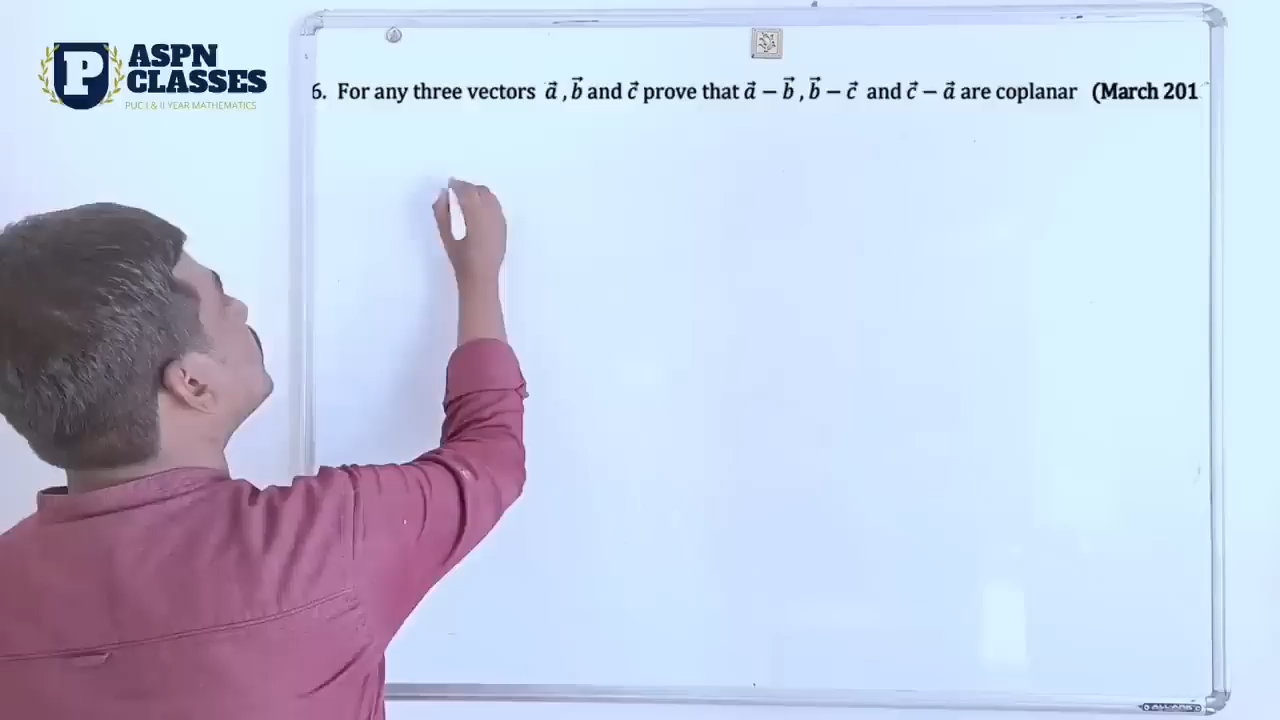 P
ASPN
CLASSES
PUC I & II YEAR MATHEMATICS
6. For any three vectors a⃗ , b⃗ and c⃗ prove that a⃗ − b⃗ , b⃗ − c⃗ and c⃗ − a⃗ are coplanar (March 201